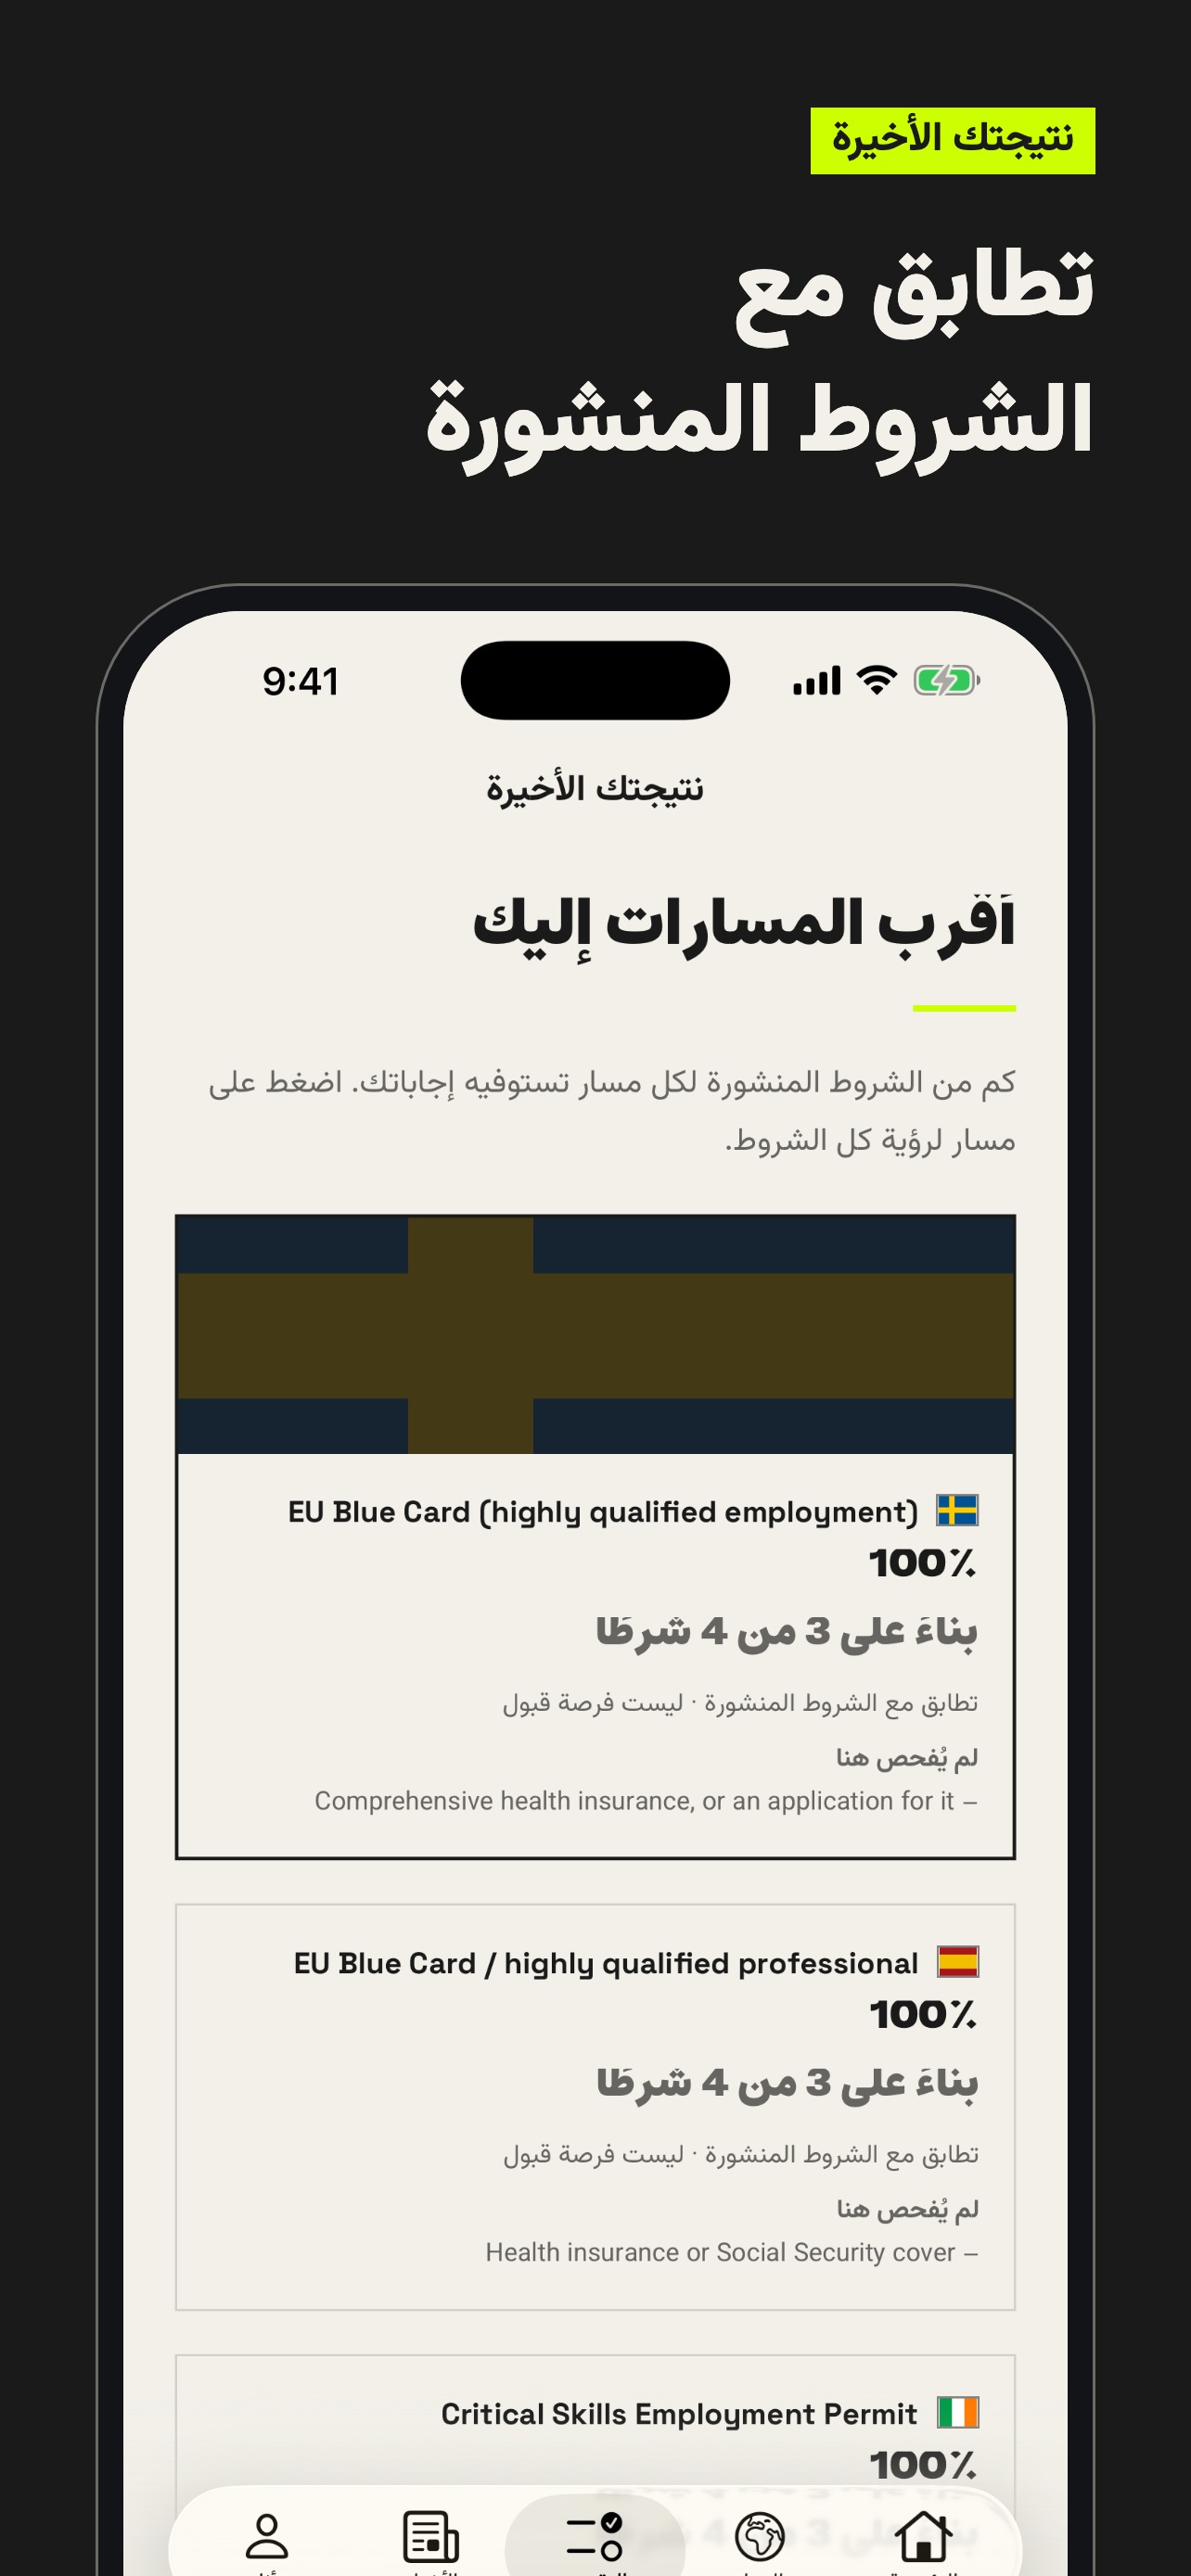 نتيجتك الأخيرة
تطابق مع
الشروط المنشورة
9:41
نتيجتك الأخيرة
أقرب المسارات إليك
كم من الشروط المنشورة لكل مسار تستوفيه إجاباتك. اضغط على
مسار لرؤية كل الشروط.
EU Blue Card (highly qualified employment)
100٪
بناءً على 3 من 4 شرطًا
تطابق مع الشروط المنشورة · ليست فرصة قبول
لم يُفحص هنا
– Comprehensive health insurance, or an application for it
EU Blue Card / highly qualified professional
100٪
بناءً على 3 من 4 شرطًا
تطابق مع الشروط المنشورة · ليست فرصة قبول
لم يُفحص هنا
– Health insurance or Social Security cover
Critical Skills Employment Permit
100٪